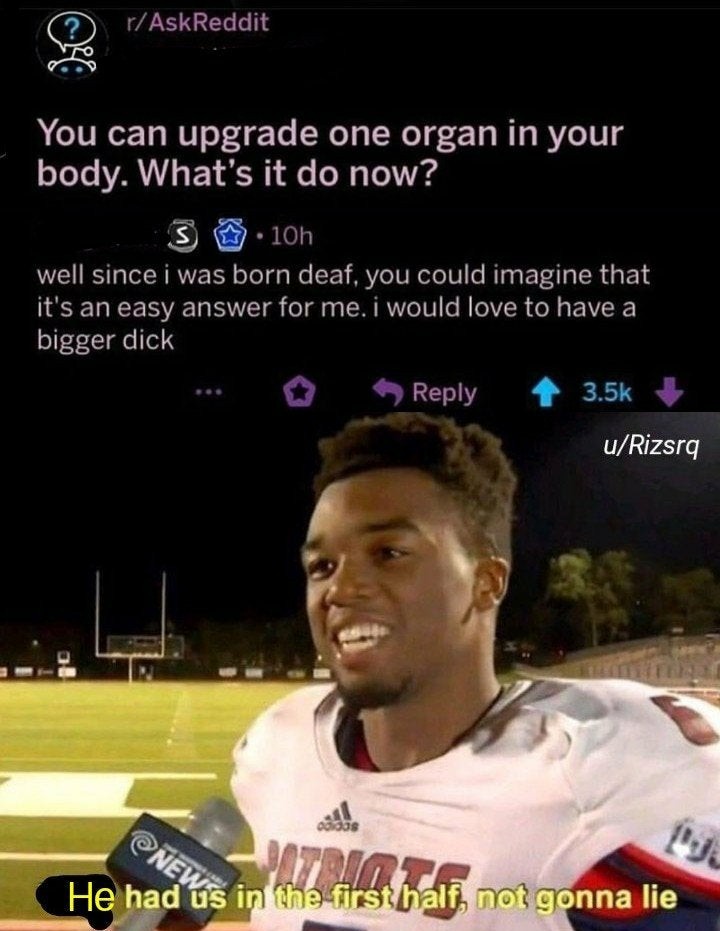 r/AskReddit
You can upgrade one organ in your
body. What's it do now?
S • 10h
well since i was born deaf, you could imagine that
it's an easy answer for me. i would love to have a
bigger dick
Reply 3.5k
u/Rizsrq
adidas
PATRIOTS
NEWS
He had us in the first half, not gonna lie